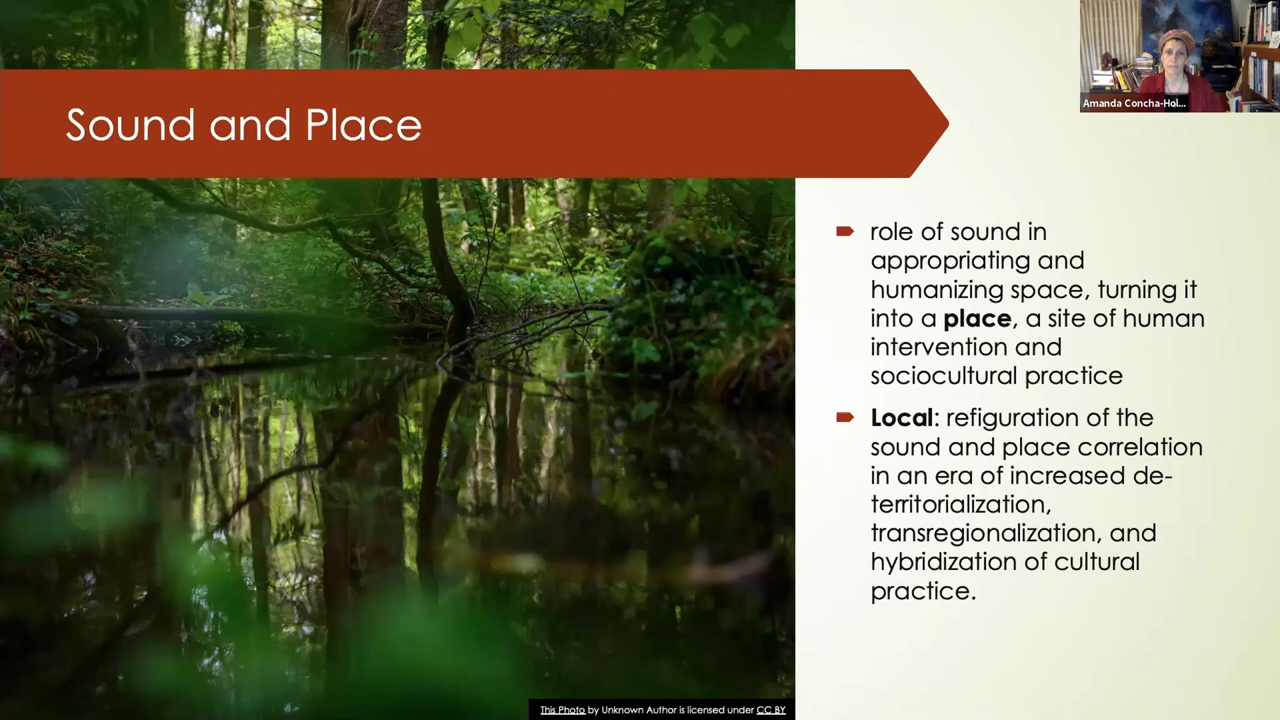 Sound and Place
Amanda Concha-Hol...
role of sound in
appropriating and
humanizing space, turning it
into a place, a site of human
intervention and
sociocultural practice
Local: refiguration of the
sound and place correlation
in an era of increased de-
territorialization,
transregionalization, and
hybridization of cultural
practice.
This Photo by Unknown Author is licensed under CC BY